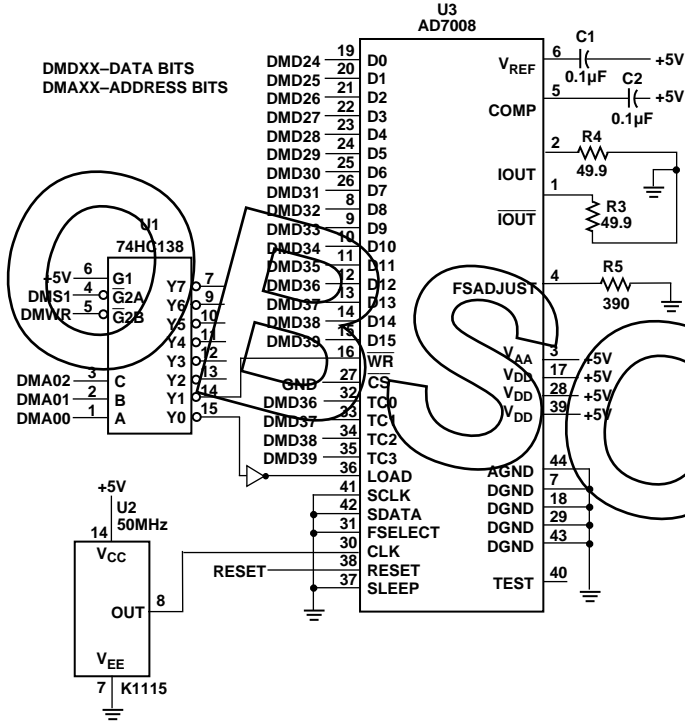 U3
AD7008
DMDXX–DATA BITS
DMAXX–ADDRESS BITS
DMD24 19 D0
DMD25 20 D1
DMD26 21 D2
DMD27 22 D3
DMD28 23 D4
DMD29 24 D5
DMD30 25 D6
DMD31 26 D7
DMD32 8 D8
DMD33 9 D9
DMD34 10 D10
DMD35 11 D11
DMD36 12 D12
DMD37 13 D13
DMD38 14 D14
DMD39 15 D15
16 WR
GND 27 CS
DMD36 32 TC0
DMD37 33 TC1
DMD38 34 TC2
DMD39 35 TC3
36 LOAD
41 SCLK
42 SDATA
31 FSELECT
30 CLK
RESET 38 RESET
37 SLEEP
VREF 6 C1 0.1µF +5V
COMP 5 C2 0.1µF +5V
IOUT 2 R4 49.9
IOUT 1 R3 49.9
FSADJUST 4 R5 390
VAA 3 +5V
VDD 17 +5V
VDD 28 +5V
VDD 39 +5V
AGND 44
DGND 7
DGND 18
DGND 29
DGND 43
TEST 40
U1
74HC138
+5V 6 G1
DMS1 4 G2A
DMWR 5 G2B
DMA02 3 C
DMA01 2 B
DMA00 1 A
Y7 7
Y6 9
Y5 10
Y4 11
Y3 12
Y2 13
Y1 14
Y0 15
+5V
U2
50MHz
14
VCC
OUT 8
VEE
7 K1115
OBSO